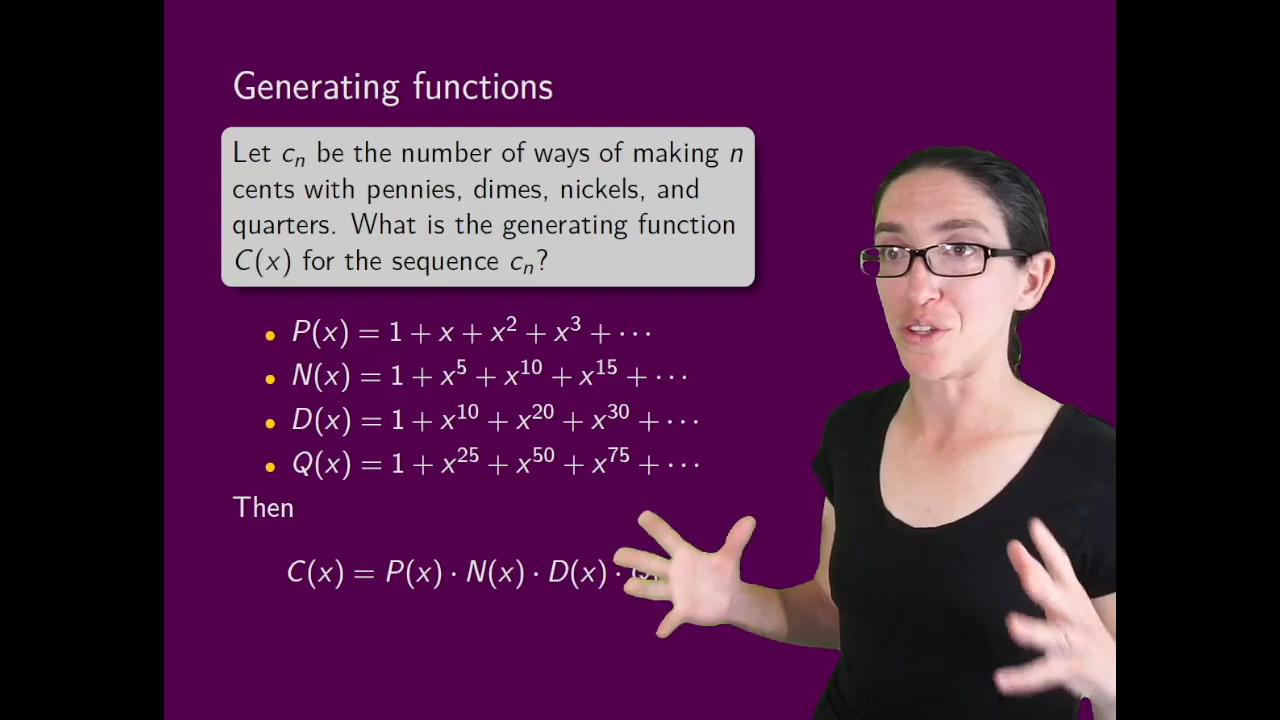 Generating functions
Let cₙ be the number of ways of making n
cents with pennies, dimes, nickels, and
quarters. What is the generating function
C(x) for the sequence cₙ?
• P(x) = 1 + x + x² + x³ + ⋯
• N(x) = 1 + x⁵ + x¹⁰ + x¹⁵ + ⋯
• D(x) = 1 + x¹⁰ + x²⁰ + x³⁰ + ⋯
• Q(x) = 1 + x²⁵ + x⁵⁰ + x⁷⁵ + ⋯
Then
C(x) = P(x) · N(x) · D(x) ·